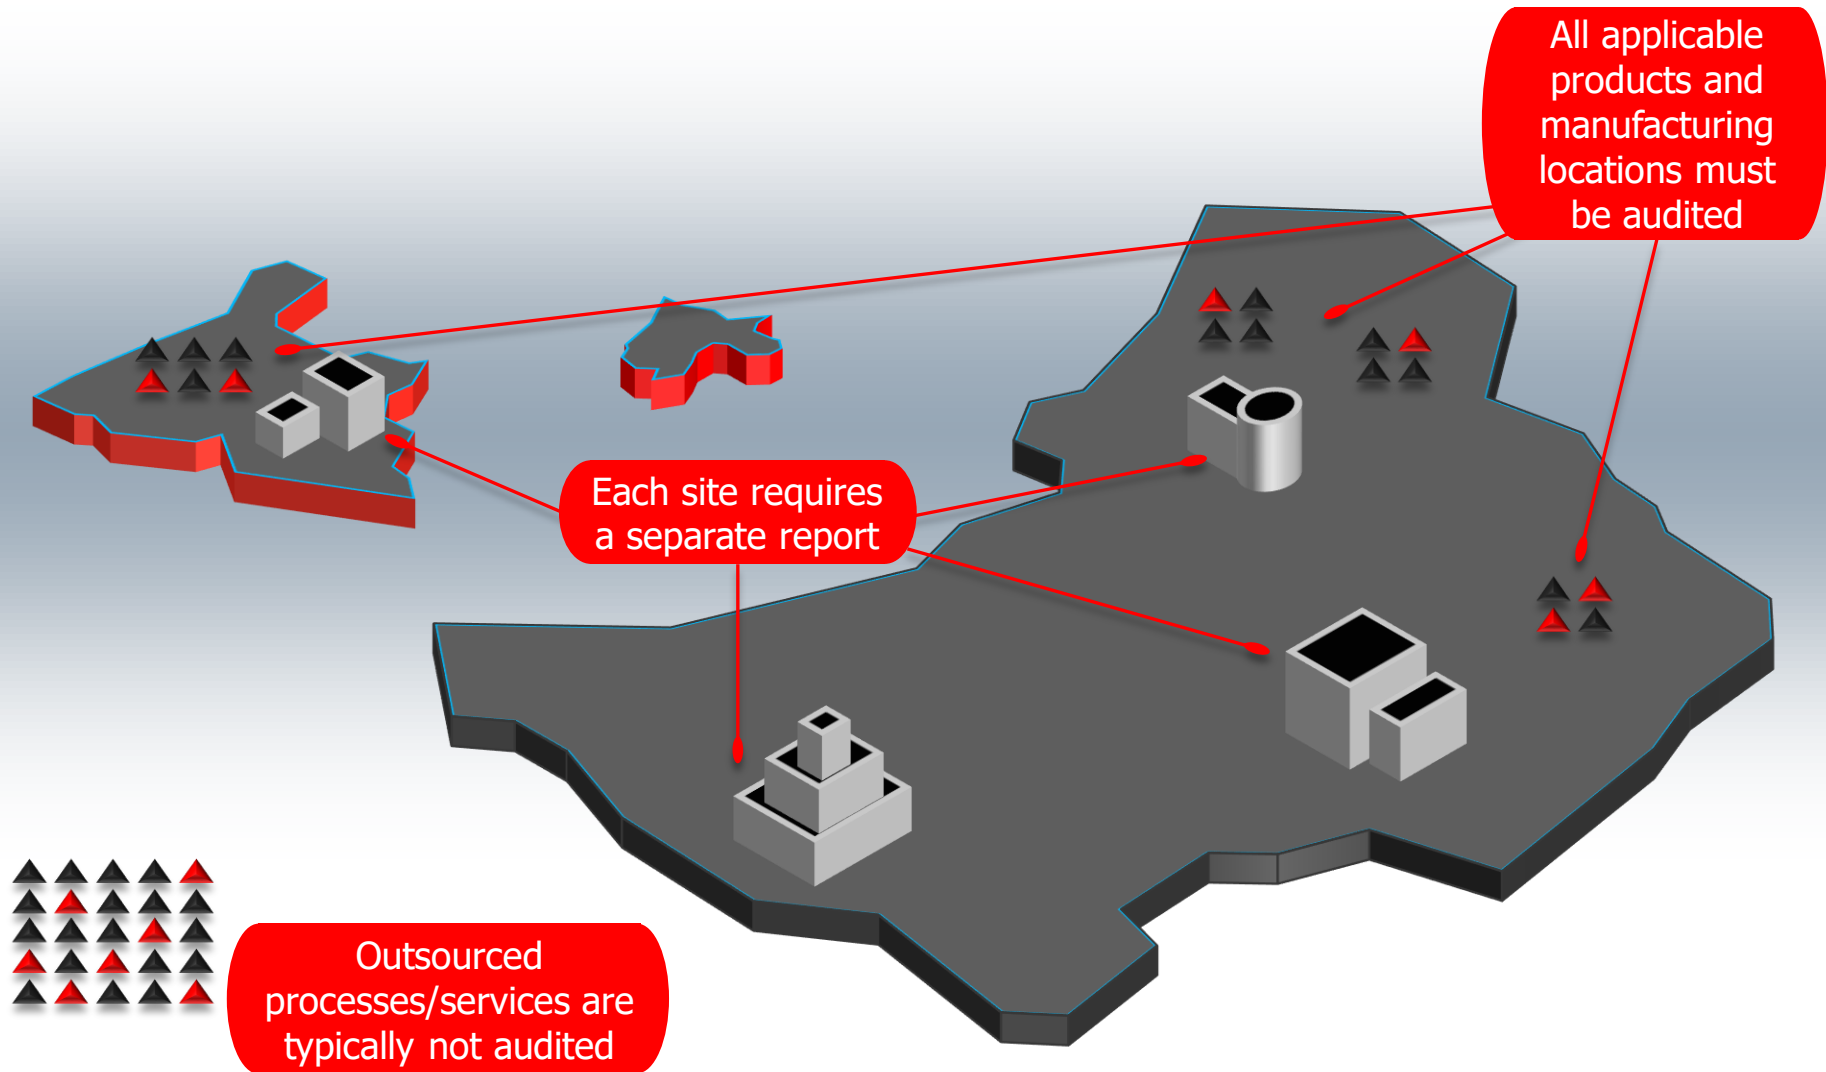 All applicable
products and
manufacturing
locations must
be audited
Each site requires
a separate report
Outsourced
processes/services are
typically not audited